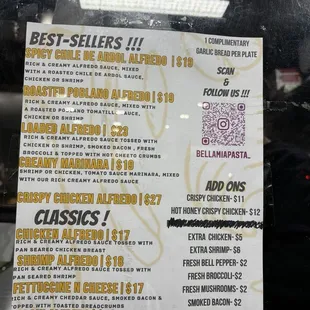 BEST-SELLERS !!!
SPICY CHILE DE ARBOL ALFREDO | $19
RICH & CREAMY ALFREDO SAUCE, MIXED
WITH A ROASTED CHILE DE ARBOL SAUCE,
CHICKEN OR SHRIMP
ROASTED POBLANO ALFREDO | $19
RICH & CREAMY ALFREDO SAUCE, MIXED WITH
A ROASTED POBLANO TOMATILLO SAUCE,
CHICKEN OR SHRIMP
LOADED ALFREDO | $23
RICH & CREAMY ALFREDO SAUCE TOSSED WITH
CHICKEN OR SHRIMP, SMOKED BACON, FRESH
BROCCOLI & TOPPED WITH HOT CHEETO CRUMBS
CREAMY MARINARA | $18
SHRIMP OR CHICKEN, TOMATO SAUCE MARINARA, MIXED
WITH OUR RICH CREAMY ALFREDO SAUCE
CRISPY CHICKEN ALFREDO | $27
CLASSICS !
CHICKEN ALFREDO | $17
RICH & CREAMY ALFREDO SAUCE TOSSED WITH
PAN SEARED CHICKEN BREAST
SHRIMP ALFREDO | $18
RICH & CREAMY ALFREDO SAUCE TOSSED WITH
PAN SEARED SHRIMP
FETTUCCINE N CHEESE | $17
RICH & CREAMY CHEDDAR SAUCE, SMOKED BACON &
TOPPED WITH TOASTED BREADCRUMBS
1 COMPLIMENTARY
GARLIC BREAD PER PLATE
SCAN
&
FOLLOW US !!!
BELLAMIAPASTA_
ADD ONS
CRISPY CHICKEN- $11
HOT HONEY CRISPY CHICKEN- $12
EXTRA CHICKEN- $5
EXTRA SHRIMP- $6
FRESH BELL PEPPER- $2
FRESH BROCCOLI-$2
FRESH MUSHROOMS- $2
SMOKED BACON- $2